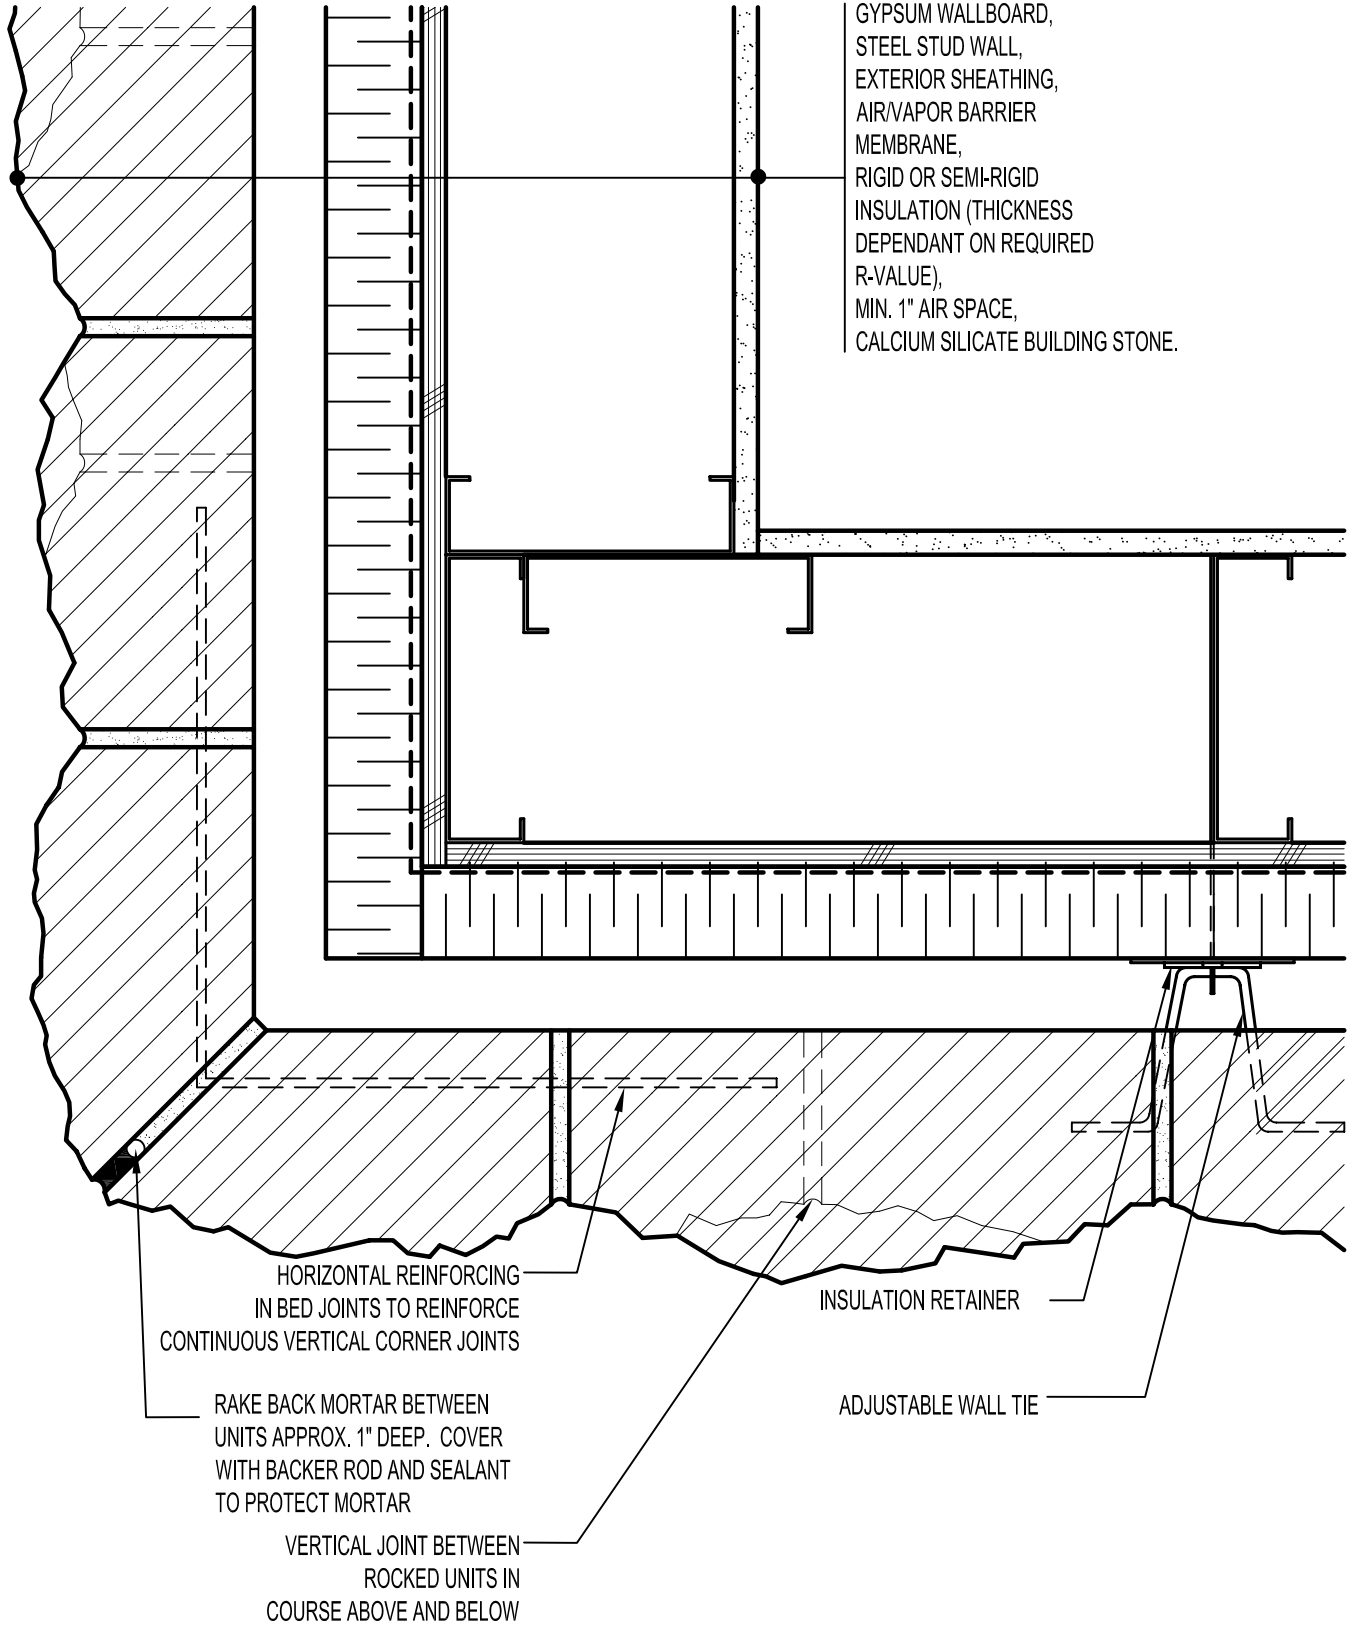 GYPSUM WALLBOARD,
STEEL STUD WALL,
EXTERIOR SHEATHING,
AIR/VAPOR BARRIER
MEMBRANE,
RIGID OR SEMI-RIGID
INSULATION (THICKNESS
DEPENDANT ON REQUIRED
R-VALUE),
MIN. 1" AIR SPACE,
CALCIUM SILICATE BUILDING STONE.
HORIZONTAL REINFORCING
IN BED JOINTS TO REINFORCE
CONTINUOUS VERTICAL CORNER JOINTS
INSULATION RETAINER
RAKE BACK MORTAR BETWEEN
UNITS APPROX. 1" DEEP. COVER
WITH BACKER ROD AND SEALANT
TO PROTECT MORTAR
ADJUSTABLE WALL TIE
VERTICAL JOINT BETWEEN
ROCKED UNITS IN
COURSE ABOVE AND BELOW